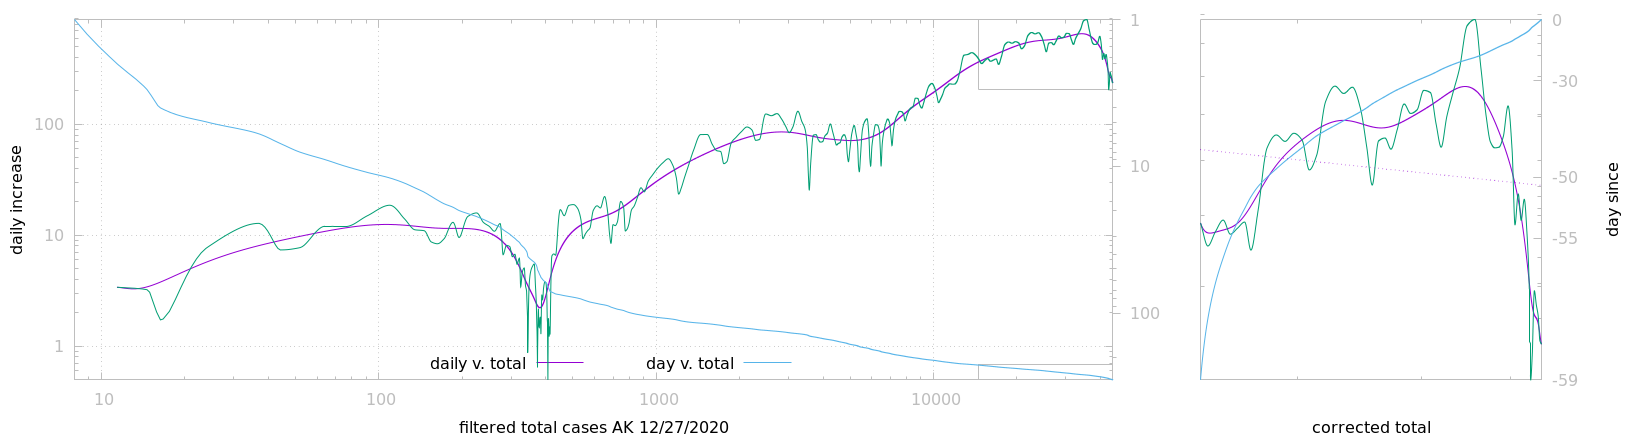 daily increase
100
10
1
10
100
1000
10000
filtered total cases AK 12/27/2020
daily v. total
day v. total
1
10
100
0
-30
-50
-55
-59
day since
corrected total